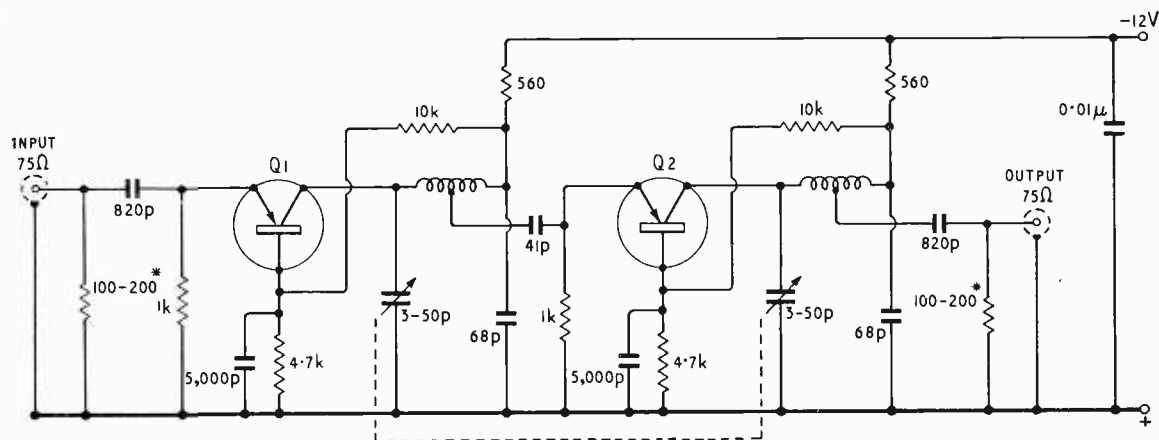 −12V
560
560
10k
10k
0·01µ
INPUT
75Ω
Q1
Q2
OUTPUT
75Ω
820p
41p
820p
100-200*
1k
3-50p
68p
1k
3-50p
68p
100-200*
5,000p
4·7k
5,000p
4·7k
+